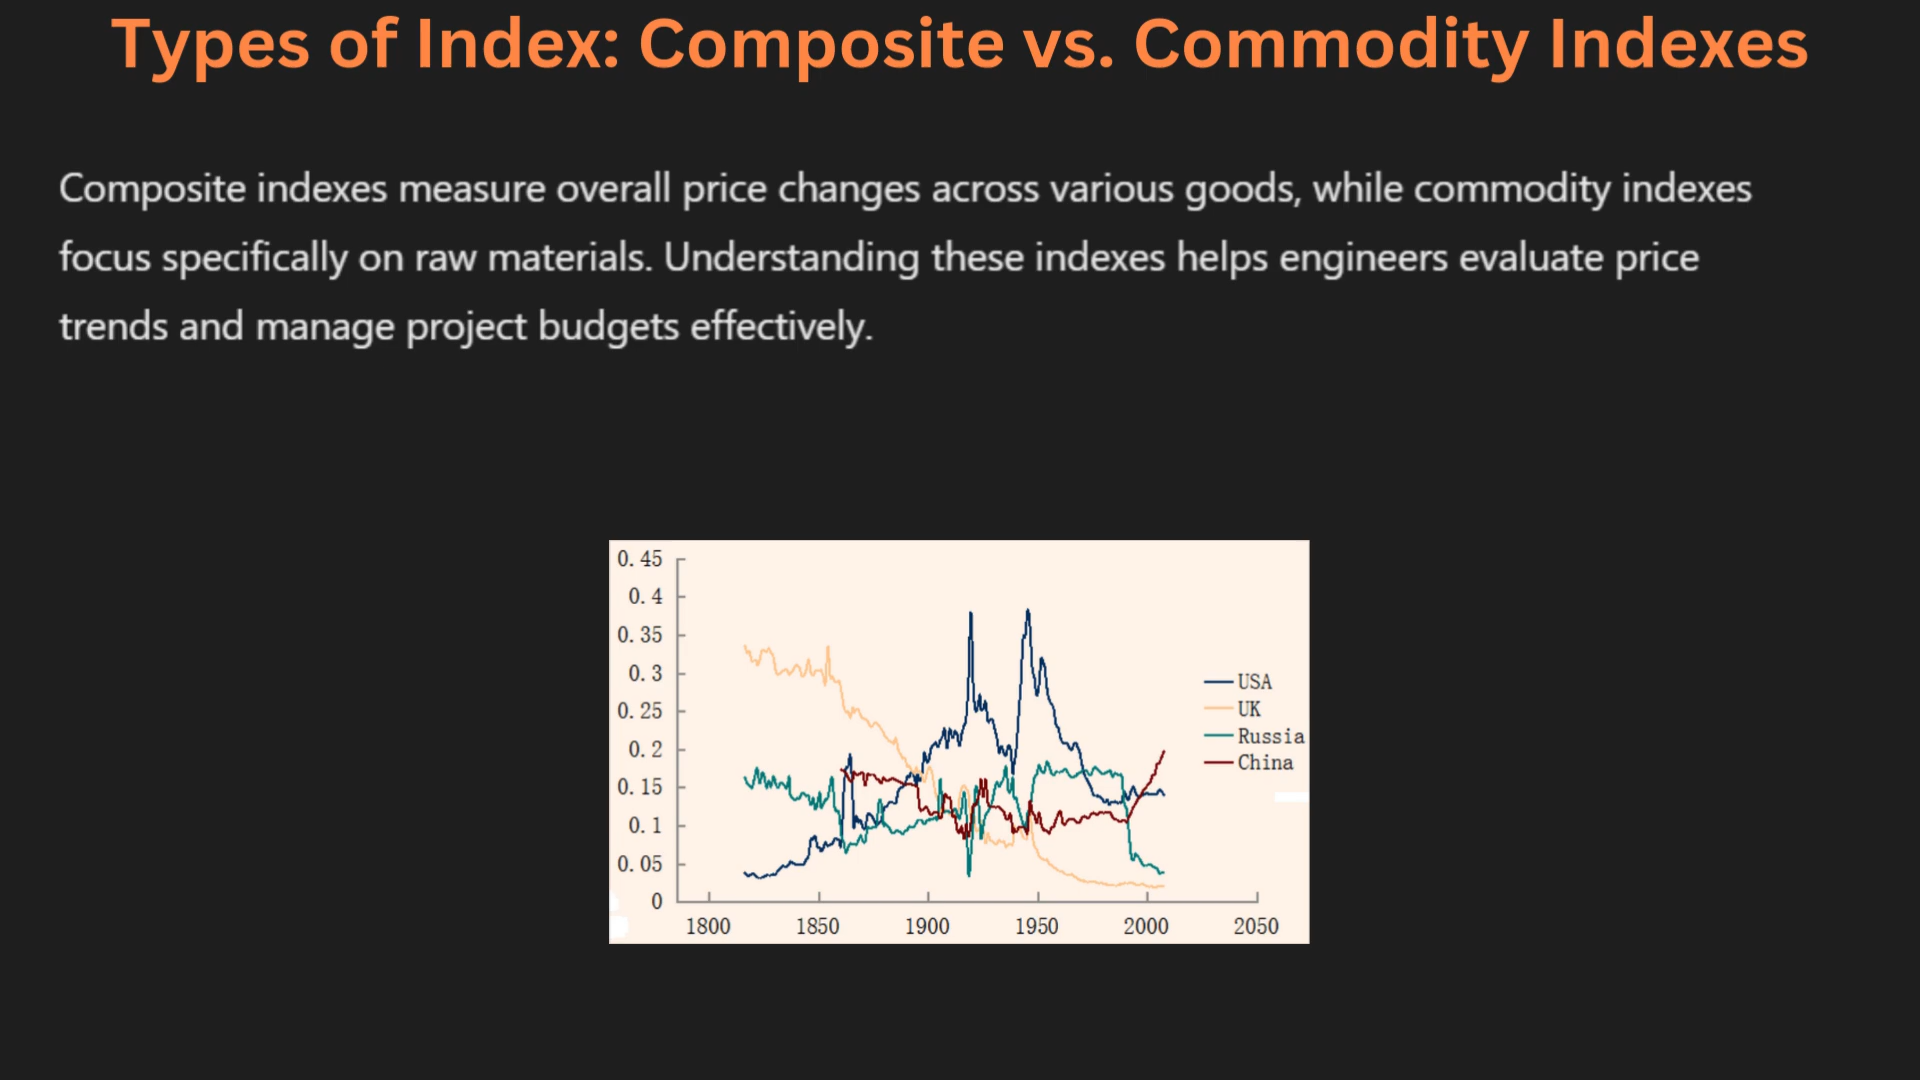 Types of Index: Composite vs. Commodity Indexes
Composite indexes measure overall price changes across various goods, while commodity indexes
focus specifically on raw materials. Understanding these indexes helps engineers evaluate price
trends and manage project budgets effectively.
0.45
0.4
0.35
0.3
0.25
0.2
0.15
0.1
0.05
0
USA
UK
Russia
China
1800 1850 1900 1950 2000 2050